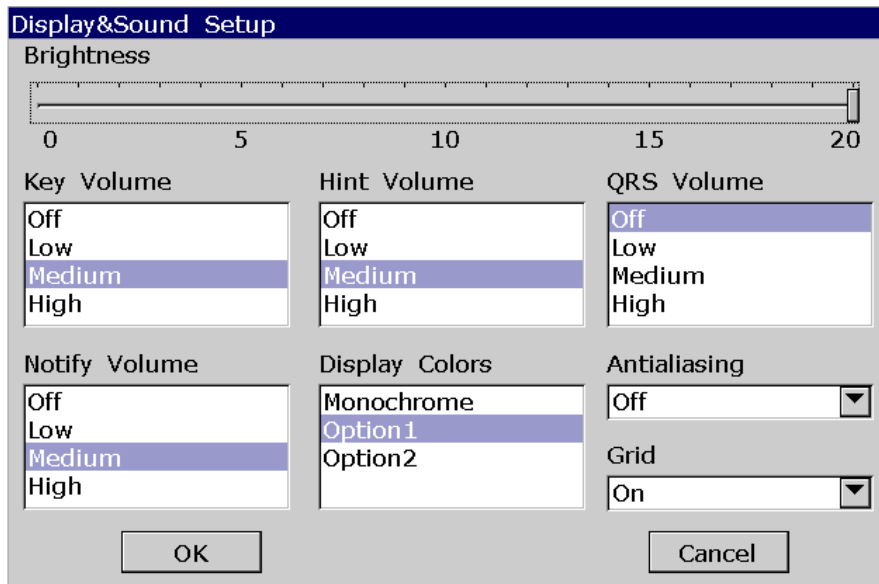 Display&Sound Setup
Brightness
0 5 10 15 20
Key Volume Hint Volume QRS Volume
Off Off Off
Low Low Low
Medium Medium Medium
High High High
Notify Volume Display Colors Antialiasing
Off Monochrome Off
Low Option1
Medium Option2 Grid
High On
OK Cancel